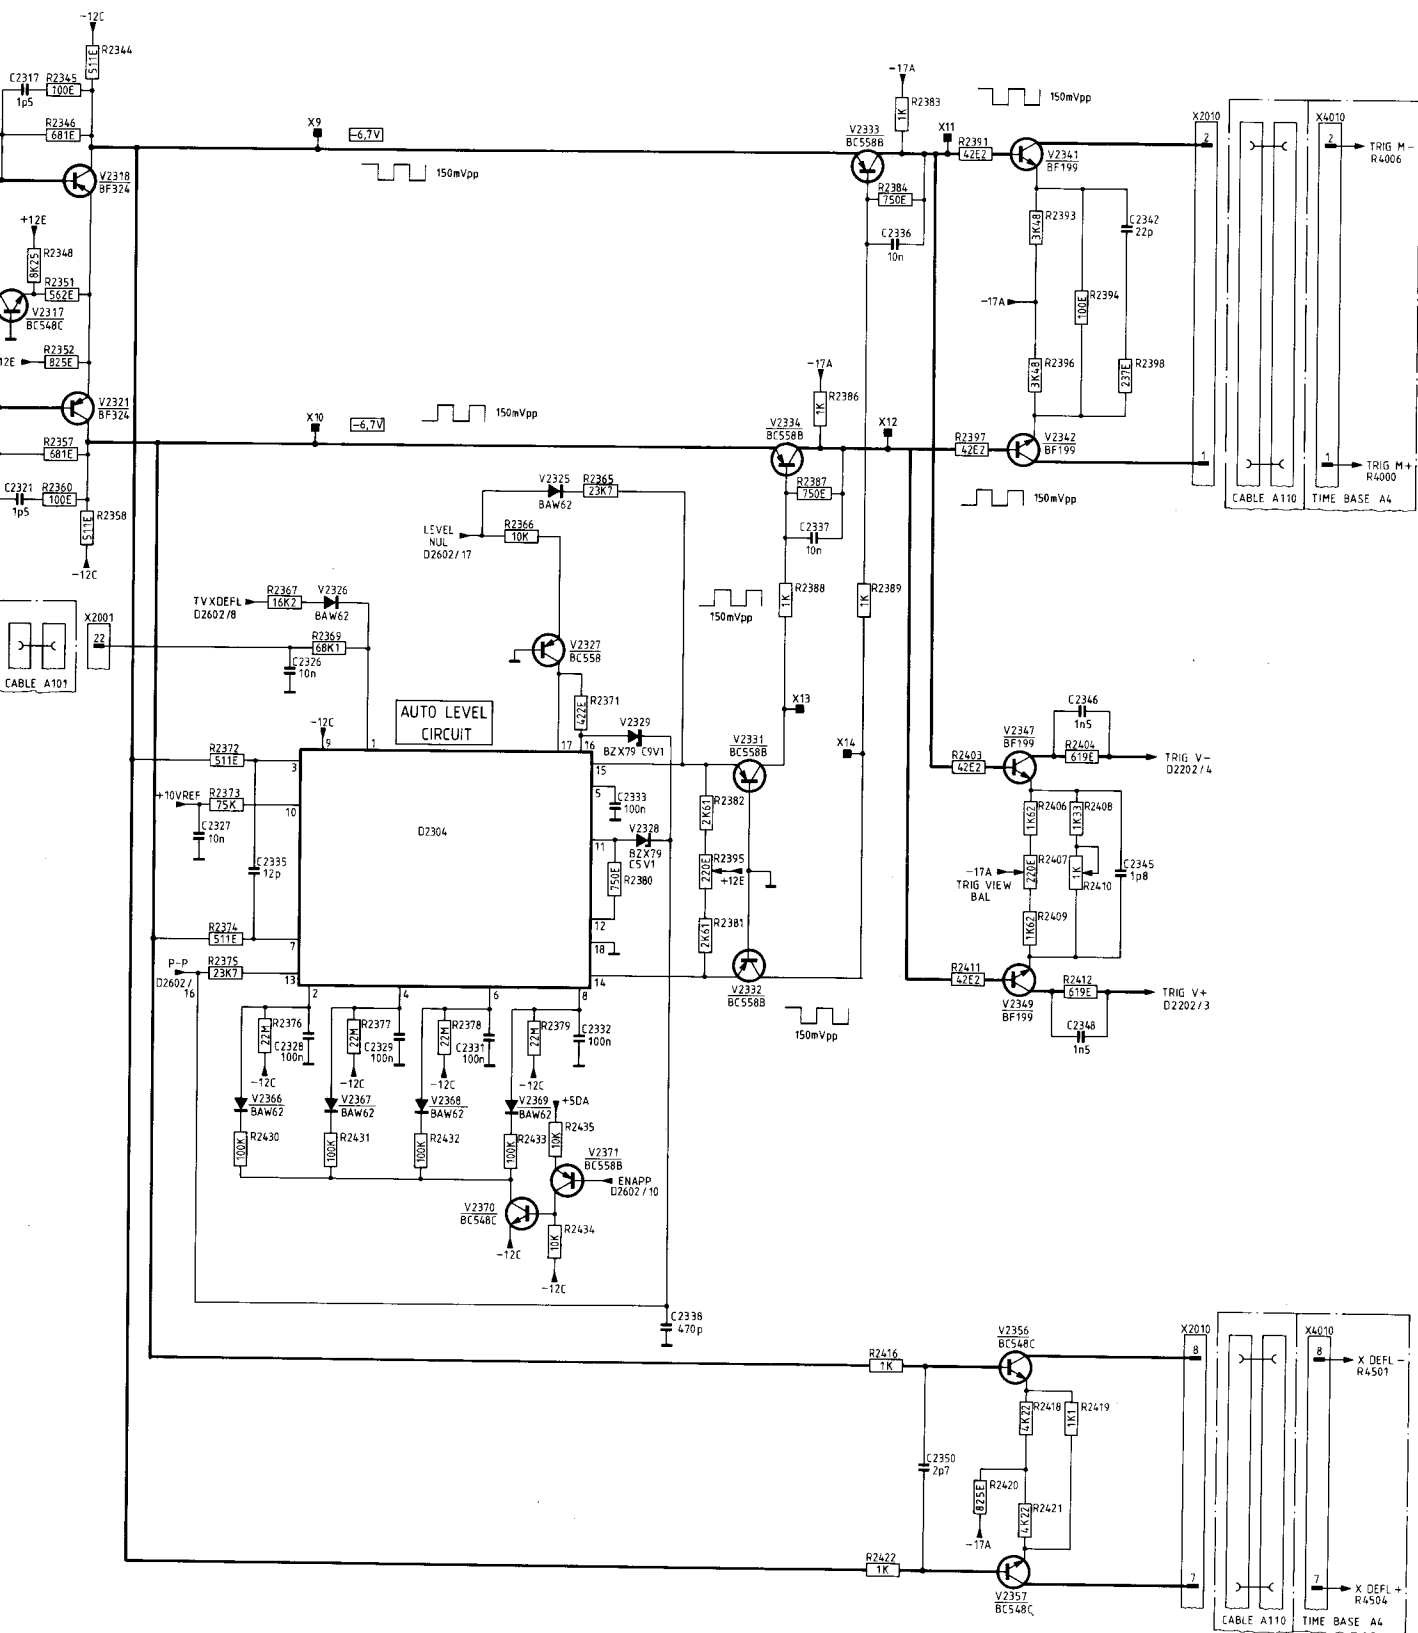 -12C
R2344
511E
C2317
1p5
R2345
100E
R2346
681E
X9
-6,7V
150mVpp
-17A
R2383
1K
150mVpp
V2333
BC558B
X11
R2391
42E2
V2341
BF199
X2010
2
X4010
2
TRIG M-
R4006
V2318
BF324
R2384
750E
C2336
10n
R2393
3K48
C2342
22p
+12E
R2348
8K25
R2351
562E
V2317
BC548C
R2352
825E
12E
-17A
R2394
100E
R2396
3K48
R2398
237E
V2321
BF324
X10
-6,7V
150mVpp
-17A
R2386
1K
V2334
BC558B
X12
R2397
42E2
V2342
BF199
1
1
TRIG M+
R4000
R2357
681E
C2321
1p5
R2360
100E
R2358
511E
-12C
V2325
BAW62
R2365
23K7
R2387
750E
150mVpp
CABLE A110
TIME BASE A4
LEVEL
NUL
D2602/17
R2366
10K
C2337
10n
TVXDEFL
D2602/8
R2367
16K2
V2326
BAW62
R2388
1K
R2389
1K
150mVpp
X2001
22
R2369
68K1
C2326
10n
CABLE A101
V2327
BC558
R2371
422E
X13
AUTO LEVEL
CIRCUIT
-12C
9
1
17
16
V2329
BZX79 C9V1
V2331
BC558B
X14
C2346
1n5
V2347
BF199
R2404
619E
TRIG V-
D2202/4
R2403
42E2
R2372
511E
3
15
5
C2333
100n
+10VREF
R2373
75K
10
C2327
10n
D2304
V2328
BZX79
C5V1
11
R2380
750E
R2382
2K61
R2395
220E
+12E
R2406
1K62
R2408
1K33
R2407
220E
-17A
TRIG VIEW
BAL
1K
R2410
C2345
1p8
C2335
12p
12
18
R2381
2K61
R2409
1K62
R2374
511E
7
P-P
D2602/
16
R2375
23K7
13
14
V2332
BC558B
R2411
42E2
V2349
BF199
R2412
619E
TRIG V+
D2202/3
C2348
1n5
150mVpp
2
4
6
8
R2376
22M
C2328
100n
R2377
22M
C2329
100n
R2378
22M
C2331
100n
R2379
22M
C2332
100n
-12C
-12C
-12C
-12C
V2366
BAW62
V2367
BAW62
V2368
BAW62
V2369
BAW62
+5DA
R2430
100K
R2431
100K
R2432
100K
R2433
100K
R2435
10K
V2371
BC558B
ENAPP
D2602/10
V2370
BC548C
-12C
R2434
10K
-12C
C2338
470p
V2356
BC548C
X2010
8
X4010
8
X DEFL -
R4501
R2416
1K
R2418
4K22
R2419
1K1
C2350
2p7
R2420
825E
-17A
R2421
4K22
R2422
1K
V2357
BC548C
7
7
X DEFL +
R4504
CABLE A110
TIME BASE A4